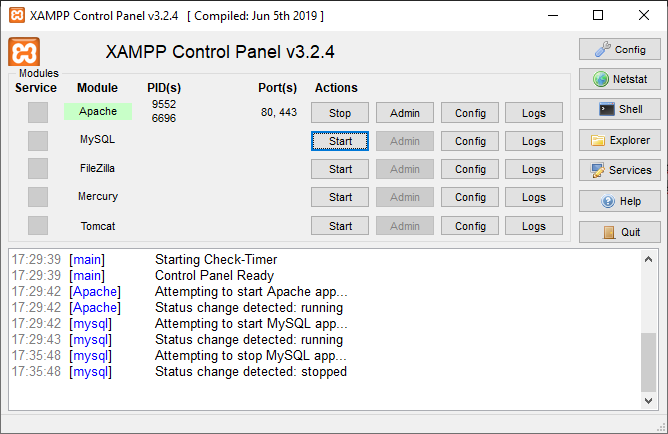 XAMPP Control Panel v3.2.4 [ Compiled: Jun 5th 2019 ]
XAMPP Control Panel v3.2.4
Config
Modules
Service Module PID(s) Port(s) Actions
Netstat
Apache 9552 6696 80, 443 Stop Admin Config Logs
Shell
MySQL Start Admin Config Logs
Explorer
FileZilla Start Admin Config Logs
Services
Mercury Start Admin Config Logs
Help
Tomcat Start Admin Config Logs
Quit
17:29:39 [main] Starting Check-Timer
17:29:39 [main] Control Panel Ready
17:29:42 [Apache] Attempting to start Apache app...
17:29:42 [Apache] Status change detected: running
17:29:42 [mysql] Attempting to start MySQL app...
17:29:43 [mysql] Status change detected: running
17:35:48 [mysql] Attempting to stop MySQL app...
17:35:48 [mysql] Status change detected: stopped